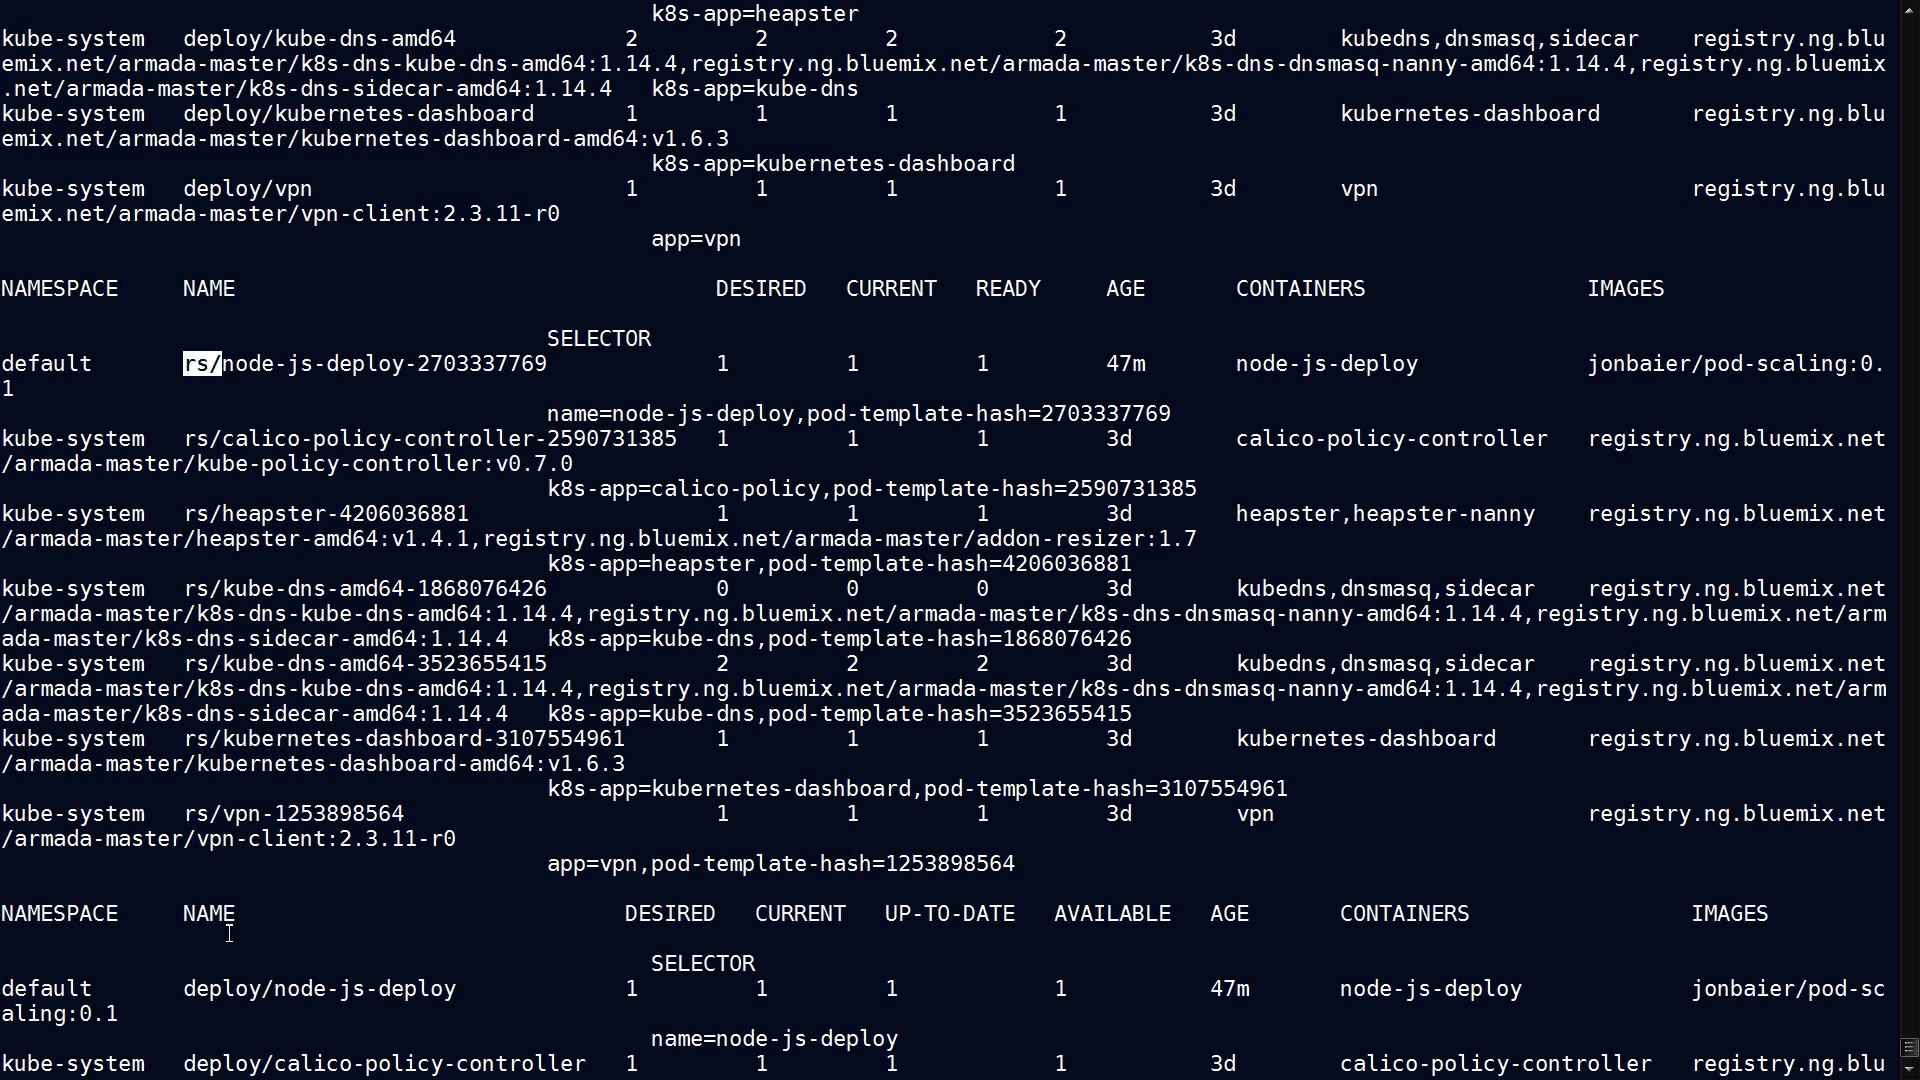 k8s-app=heapster
kube-system   deploy/kube-dns-amd64             2         2         2            2           3d        kubedns,dnsmasq,sidecar    registry.ng.blu
emix.net/armada-master/k8s-dns-kube-dns-amd64:1.14.4,registry.ng.bluemix.net/armada-master/k8s-dns-dnsmasq-nanny-amd64:1.14.4,registry.ng.bluemix
.net/armada-master/k8s-dns-sidecar-amd64:1.14.4   k8s-app=kube-dns
kube-system   deploy/kubernetes-dashboard       1         1         1            1           3d        kubernetes-dashboard       registry.ng.blu
emix.net/armada-master/kubernetes-dashboard-amd64:v1.6.3
k8s-app=kubernetes-dashboard
kube-system   deploy/vpn                        1         1         1            1           3d        vpn                        registry.ng.blu
emix.net/armada-master/vpn-client:2.3.11-r0
app=vpn
NAMESPACE     NAME                                     DESIRED   CURRENT   READY     AGE       CONTAINERS                 IMAGES
SELECTOR
default       rs/node-js-deploy-2703337769             1         1         1         47m       node-js-deploy             jonbaier/pod-scaling:0.
1
name=node-js-deploy,pod-template-hash=2703337769
kube-system   rs/calico-policy-controller-2590731385   1         1         1         3d        calico-policy-controller   registry.ng.bluemix.net
/armada-master/kube-policy-controller:v0.7.0
k8s-app=calico-policy,pod-template-hash=2590731385
kube-system   rs/heapster-4206036881                   1         1         1         3d        heapster,heapster-nanny    registry.ng.bluemix.net
/armada-master/heapster-amd64:v1.4.1,registry.ng.bluemix.net/armada-master/addon-resizer:1.7
k8s-app=heapster,pod-template-hash=4206036881
kube-system   rs/kube-dns-amd64-1868076426             0         0         0         3d        kubedns,dnsmasq,sidecar    registry.ng.bluemix.net
/armada-master/k8s-dns-kube-dns-amd64:1.14.4,registry.ng.bluemix.net/armada-master/k8s-dns-dnsmasq-nanny-amd64:1.14.4,registry.ng.bluemix.net/arm
ada-master/k8s-dns-sidecar-amd64:1.14.4   k8s-app=kube-dns,pod-template-hash=1868076426
kube-system   rs/kube-dns-amd64-3523655415             2         2         2         3d        kubedns,dnsmasq,sidecar    registry.ng.bluemix.net
/armada-master/k8s-dns-kube-dns-amd64:1.14.4,registry.ng.bluemix.net/armada-master/k8s-dns-dnsmasq-nanny-amd64:1.14.4,registry.ng.bluemix.net/arm
ada-master/k8s-dns-sidecar-amd64:1.14.4   k8s-app=kube-dns,pod-template-hash=3523655415
kube-system   rs/kubernetes-dashboard-3107554961       1         1         1         3d        kubernetes-dashboard       registry.ng.bluemix.net
/armada-master/kubernetes-dashboard-amd64:v1.6.3
k8s-app=kubernetes-dashboard,pod-template-hash=3107554961
kube-system   rs/vpn-1253898564                        1         1         1         3d        vpn                        registry.ng.bluemix.net
/armada-master/vpn-client:2.3.11-r0
app=vpn,pod-template-hash=1253898564
NAMESPACE     NAME                              DESIRED   CURRENT   UP-TO-DATE   AVAILABLE   AGE       CONTAINERS                 IMAGES
SELECTOR
default       deploy/node-js-deploy             1         1         1            1           47m       node-js-deploy             jonbaier/pod-sc
aling:0.1
name=node-js-deploy
kube-system   deploy/calico-policy-controller   1         1         1            1           3d        calico-policy-controller   registry.ng.blu